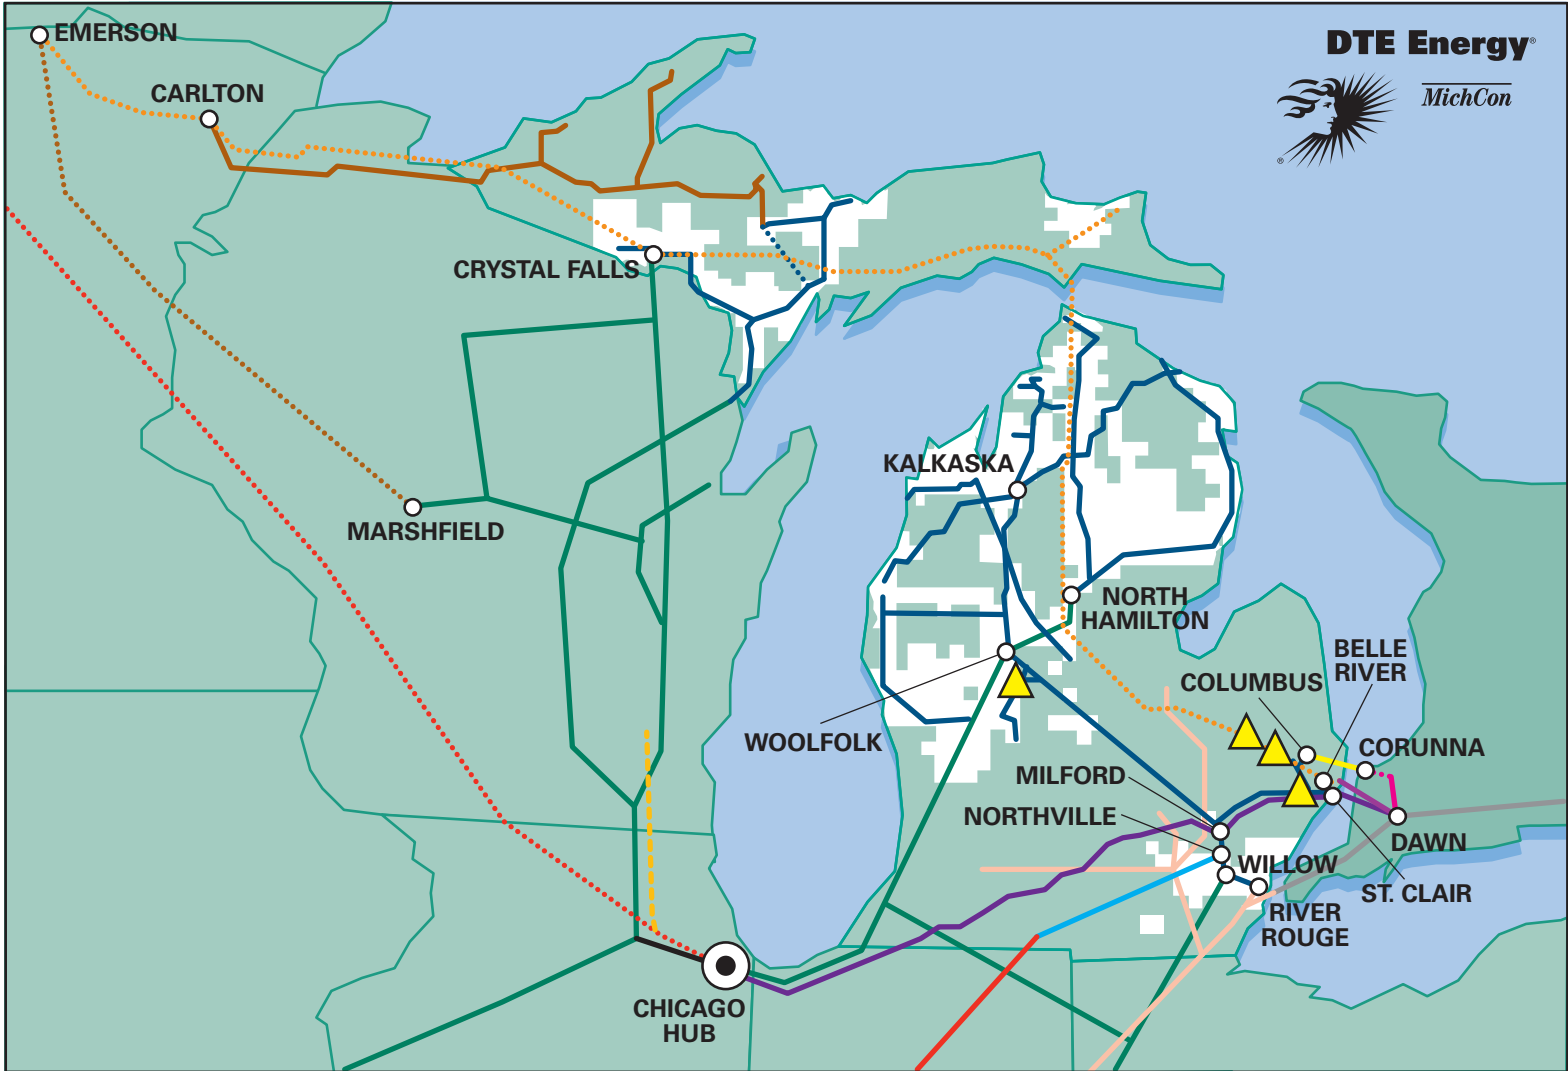 EMERSON
DTE Energy®
CARLTON
MichCon
®
CRYSTAL FALLS
KALKASKA
MARSHFIELD
NORTH
HAMILTON
BELLE
RIVER
COLUMBUS
WOOLFOLK
CORUNNA
MILFORD
NORTHVILLE
DAWN
WILLOW
ST. CLAIR
RIVER
ROUGE
CHICAGO
HUB